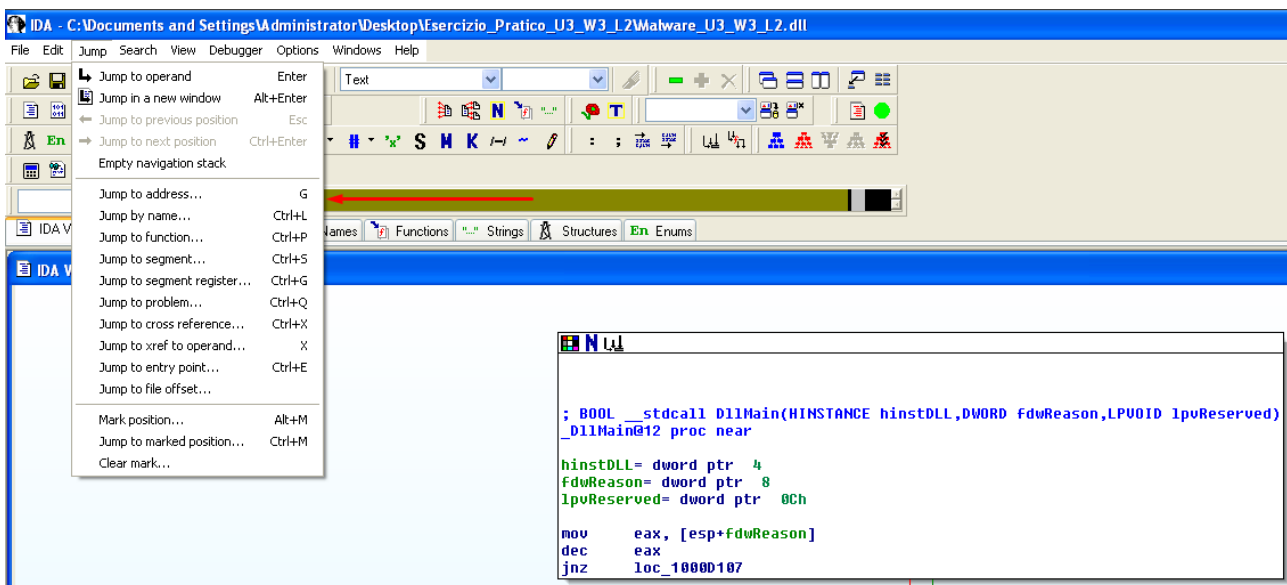 IDA - C:\Documents and Settings\Administrator\Desktop\Esercizio_Pratico_U3_W3_L2\Malware_U3_W3_L2.dll
File Edit Jump Search View Debugger Options Windows Help
Jump to operand Enter
Jump in a new window Alt+Enter
Jump to previous position Esc
Jump to next position Ctrl+Enter
Empty navigation stack
Jump to address... G
Jump by name... Ctrl+L
Jump to function... Ctrl+P
Jump to segment... Ctrl+S
Jump to segment register... Ctrl+G
Jump to problem... Ctrl+Q
Jump to cross reference... Ctrl+X
Jump to xref to operand... X
Jump to entry point... Ctrl+E
Jump to file offset...
Mark position... Alt+M
Jump to marked position... Ctrl+M
Clear mark...
Text
N T
En # 'x' S M K : ;
IDA V Names Functions "..." Strings Structures En Enums
IDA V
N
; BOOL __stdcall DllMain(HINSTANCE hinstDLL,DWORD fdwReason,LPVOID lpvReserved)
_DllMain@12 proc near
hinstDLL= dword ptr 4
fdwReason= dword ptr 8
lpvReserved= dword ptr 0Ch
mov eax, [esp+fdwReason]
dec eax
jnz loc_1000D107